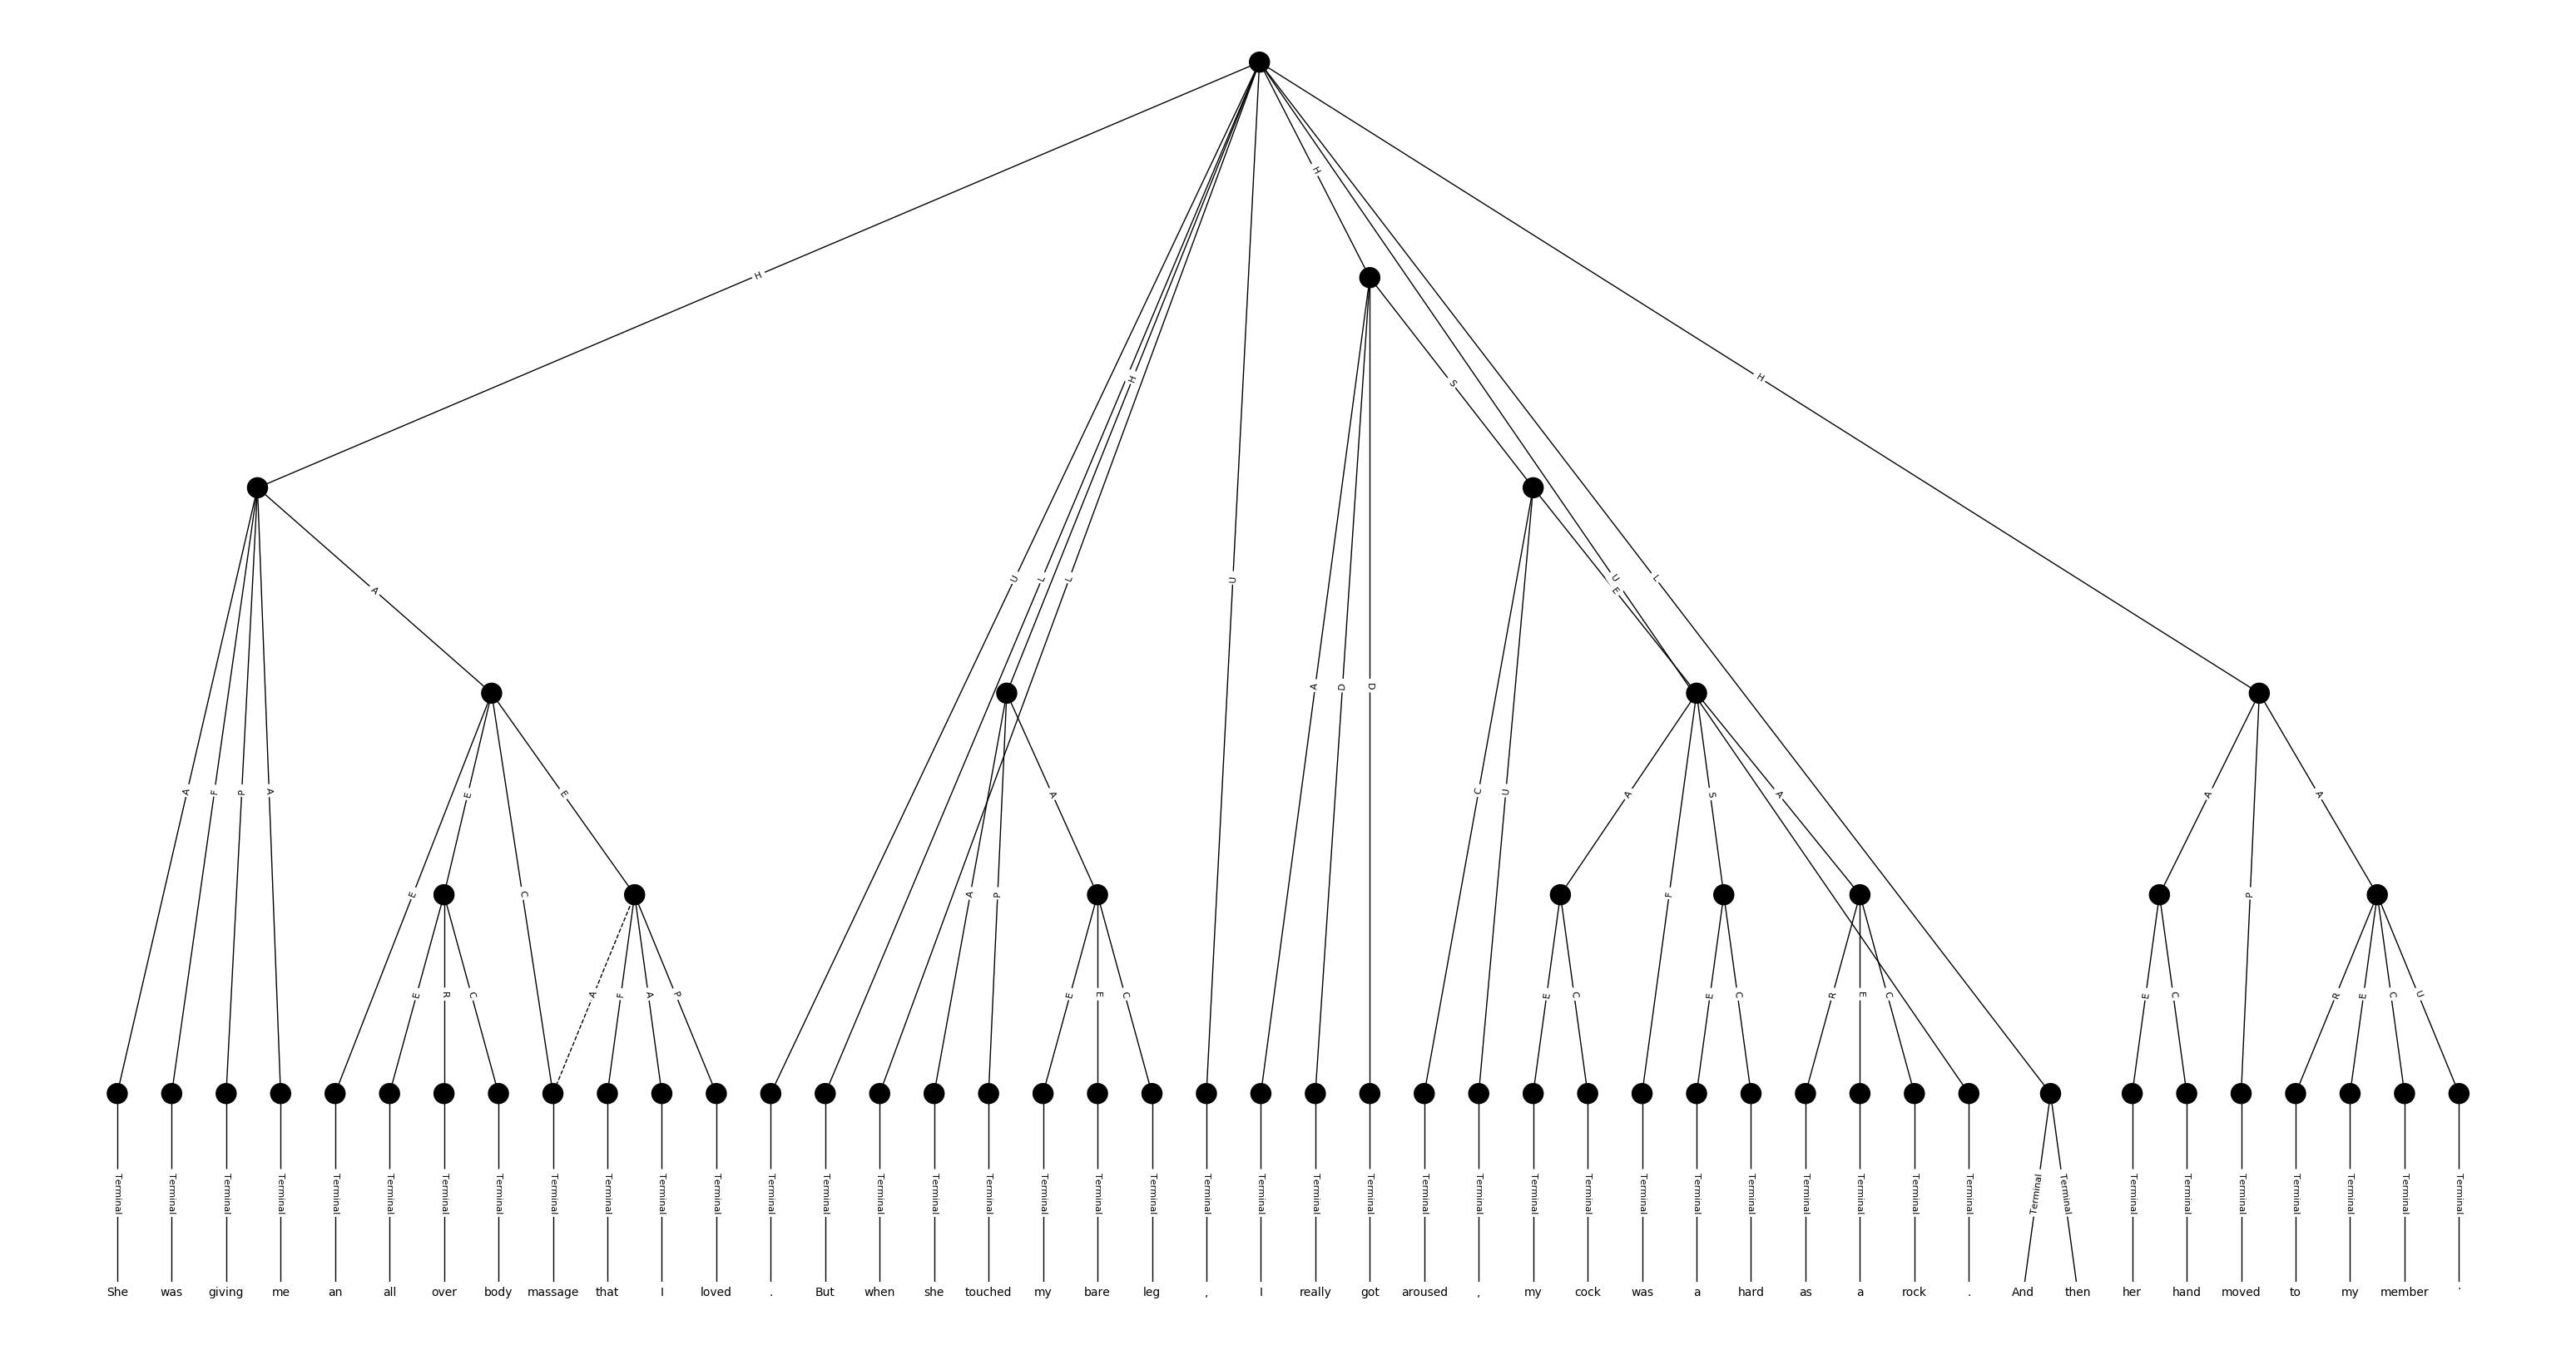 H
H
H
S
H
U
L
L
U
U
E
L
A
A
D
D
A
F
P
A
E
E
C
U
A
A
F
S
A
A
A
E
C
A
P
F
P
E
R
C
A
F
A
P
E
E
C
E
C
E
C
R
E
C
E
C
R
E
C
U
Terminal Terminal Terminal Terminal Terminal Terminal Terminal Terminal Terminal Terminal Terminal Terminal Terminal Terminal Terminal Terminal Terminal Terminal Terminal Terminal Terminal Terminal Terminal Terminal Terminal Terminal Terminal Terminal Terminal Terminal Terminal Terminal Terminal Terminal Terminal Terminal Terminal Terminal Terminal Terminal Terminal Terminal Terminal Terminal
She was giving me an all over body massage that I loved . But when she touched my bare leg , I really got aroused , my cock was a hard as a rock . And then her hand moved to my member .